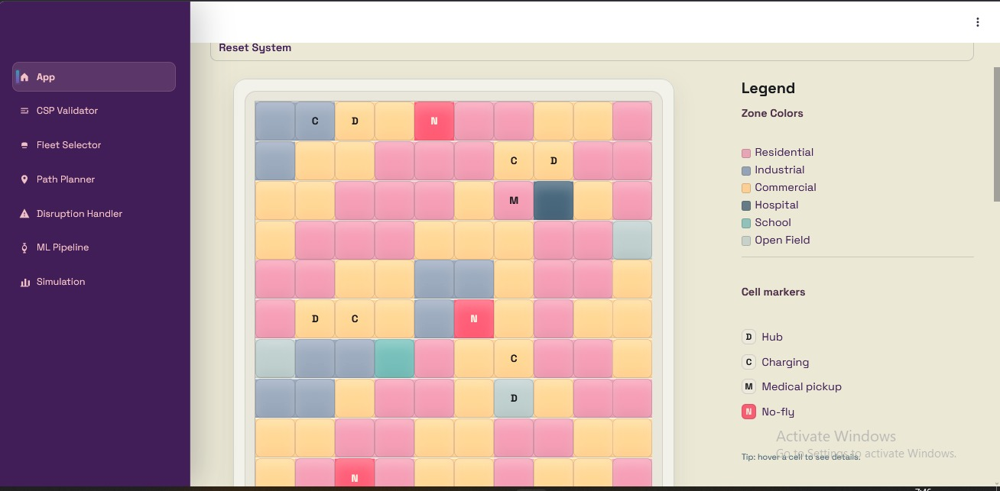 Reset System
App
CSP Validator
Fleet Selector
Path Planner
Disruption Handler
ML Pipeline
Simulation
C D N
C D
M
D C N
C
D
N
Legend
Zone Colors
Residential
Industrial
Commercial
Hospital
School
Open Field
Cell markers
D Hub
C Charging
M Medical pickup
N No-fly
Activate Windows
Go to Settings to activate Windows.
Tip: hover a cell to see details.